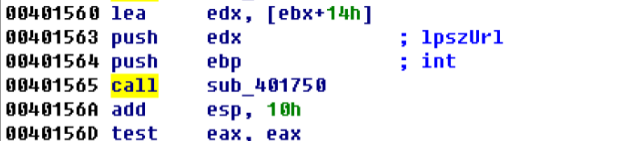 00401560 lea edx, [ebx+14h]
00401563 push edx ; lpszUrl
00401564 push ebp ; int
00401565 call sub_401750
0040156A add esp, 10h
0040156D test eax, eax